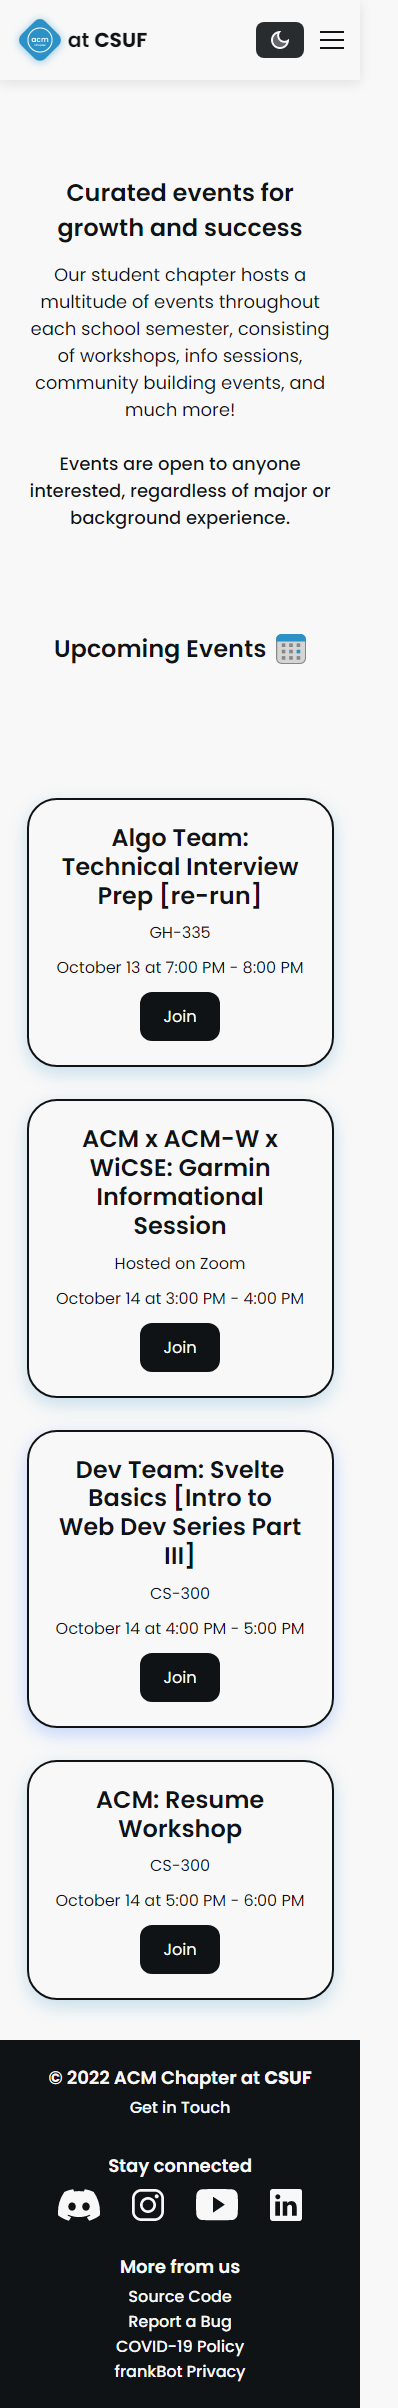 acm at CSUF
Curated events for
growth and success
Our student chapter hosts a
multitude of events throughout
each school semester, consisting
of workshops, info sessions,
community building events, and
much more!
Events are open to anyone
interested, regardless of major or
background experience.
Upcoming Events
Algo Team:
Technical Interview
Prep [re-run]
GH-335
October 13 at 7:00 PM - 8:00 PM
Join
ACM x ACM-W x
WiCSE: Garmin
Informational
Session
Hosted on Zoom
October 14 at 3:00 PM - 4:00 PM
Join
Dev Team: Svelte
Basics [Intro to
Web Dev Series Part
III]
CS-300
October 14 at 4:00 PM - 5:00 PM
Join
ACM: Resume
Workshop
CS-300
October 14 at 5:00 PM - 6:00 PM
Join
© 2022 ACM Chapter at CSUF
Get in Touch
Stay connected
in
More from us
Source Code
Report a Bug
COVID-19 Policy
frankBot Privacy